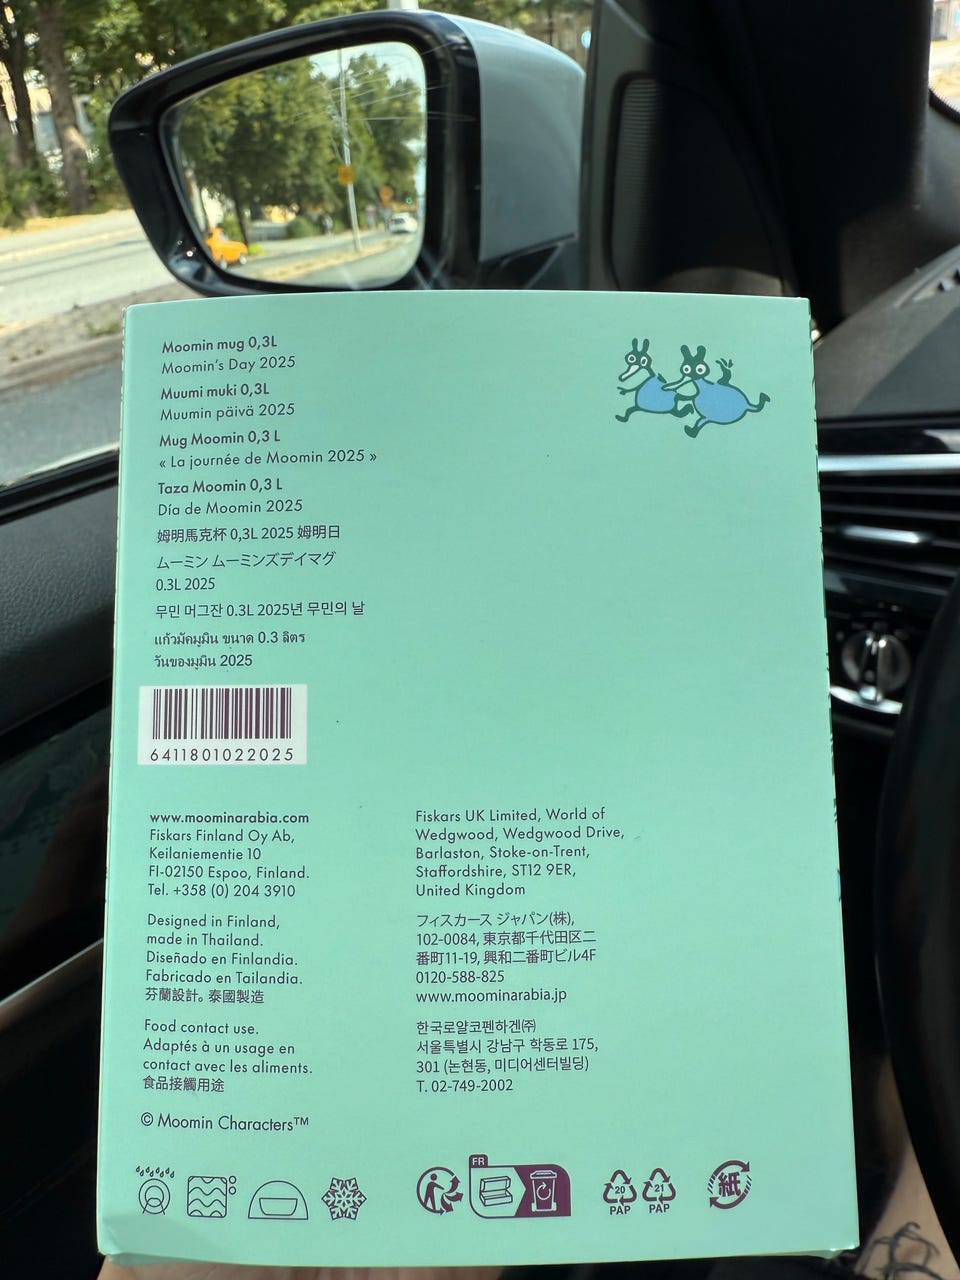 Moomin mug 0,3L
Moomin's Day 2025
Muumi muki 0,3L
Muumin päivä 2025
Mug Moomin 0,3 L
« La journée de Moomin 2025 »
Taza Moomin 0,3 L
Día de Moomin 2025
姆明馬克杯 0,3L 2025 姆明日
ムーミン ムーミンズデイマグ
0.3L 2025
무민 머그잔 0.3L 2025년 무민의 날
แก้วมัคมูมิน ขนาด 0.3 ลิตร
วันของมูมิน 2025
6411801022025
www.moominarabia.com
Fiskars Finland Oy Ab,
Keilaniementie 10
FI-02150 Espoo, Finland.
Tel. +358 (0) 204 3910
Designed in Finland,
made in Thailand.
Diseñado en Finlandia.
Fabricado en Tailandia.
芬蘭設計。泰國製造
Food contact use.
Adaptés à un usage en
contact avec les aliments.
食品接觸用途
© Moomin Characters™
Fiskars UK Limited, World of
Wedgwood, Wedgwood Drive,
Barlaston, Stoke-on-Trent,
Staffordshire, ST12 9ER,
United Kingdom
フィスカース ジャパン(株),
102-0084, 東京都千代田区二
番町11-19, 興和二番町ビル4F
0120-588-825
www.moominarabia.jp
한국로얄코펜하겐㈜
서울특별시 강남구 학동로 175,
301 (논현동, 미디어센터빌딩)
T. 02-749-2002
FR
20
PAP
21
PAP
紙